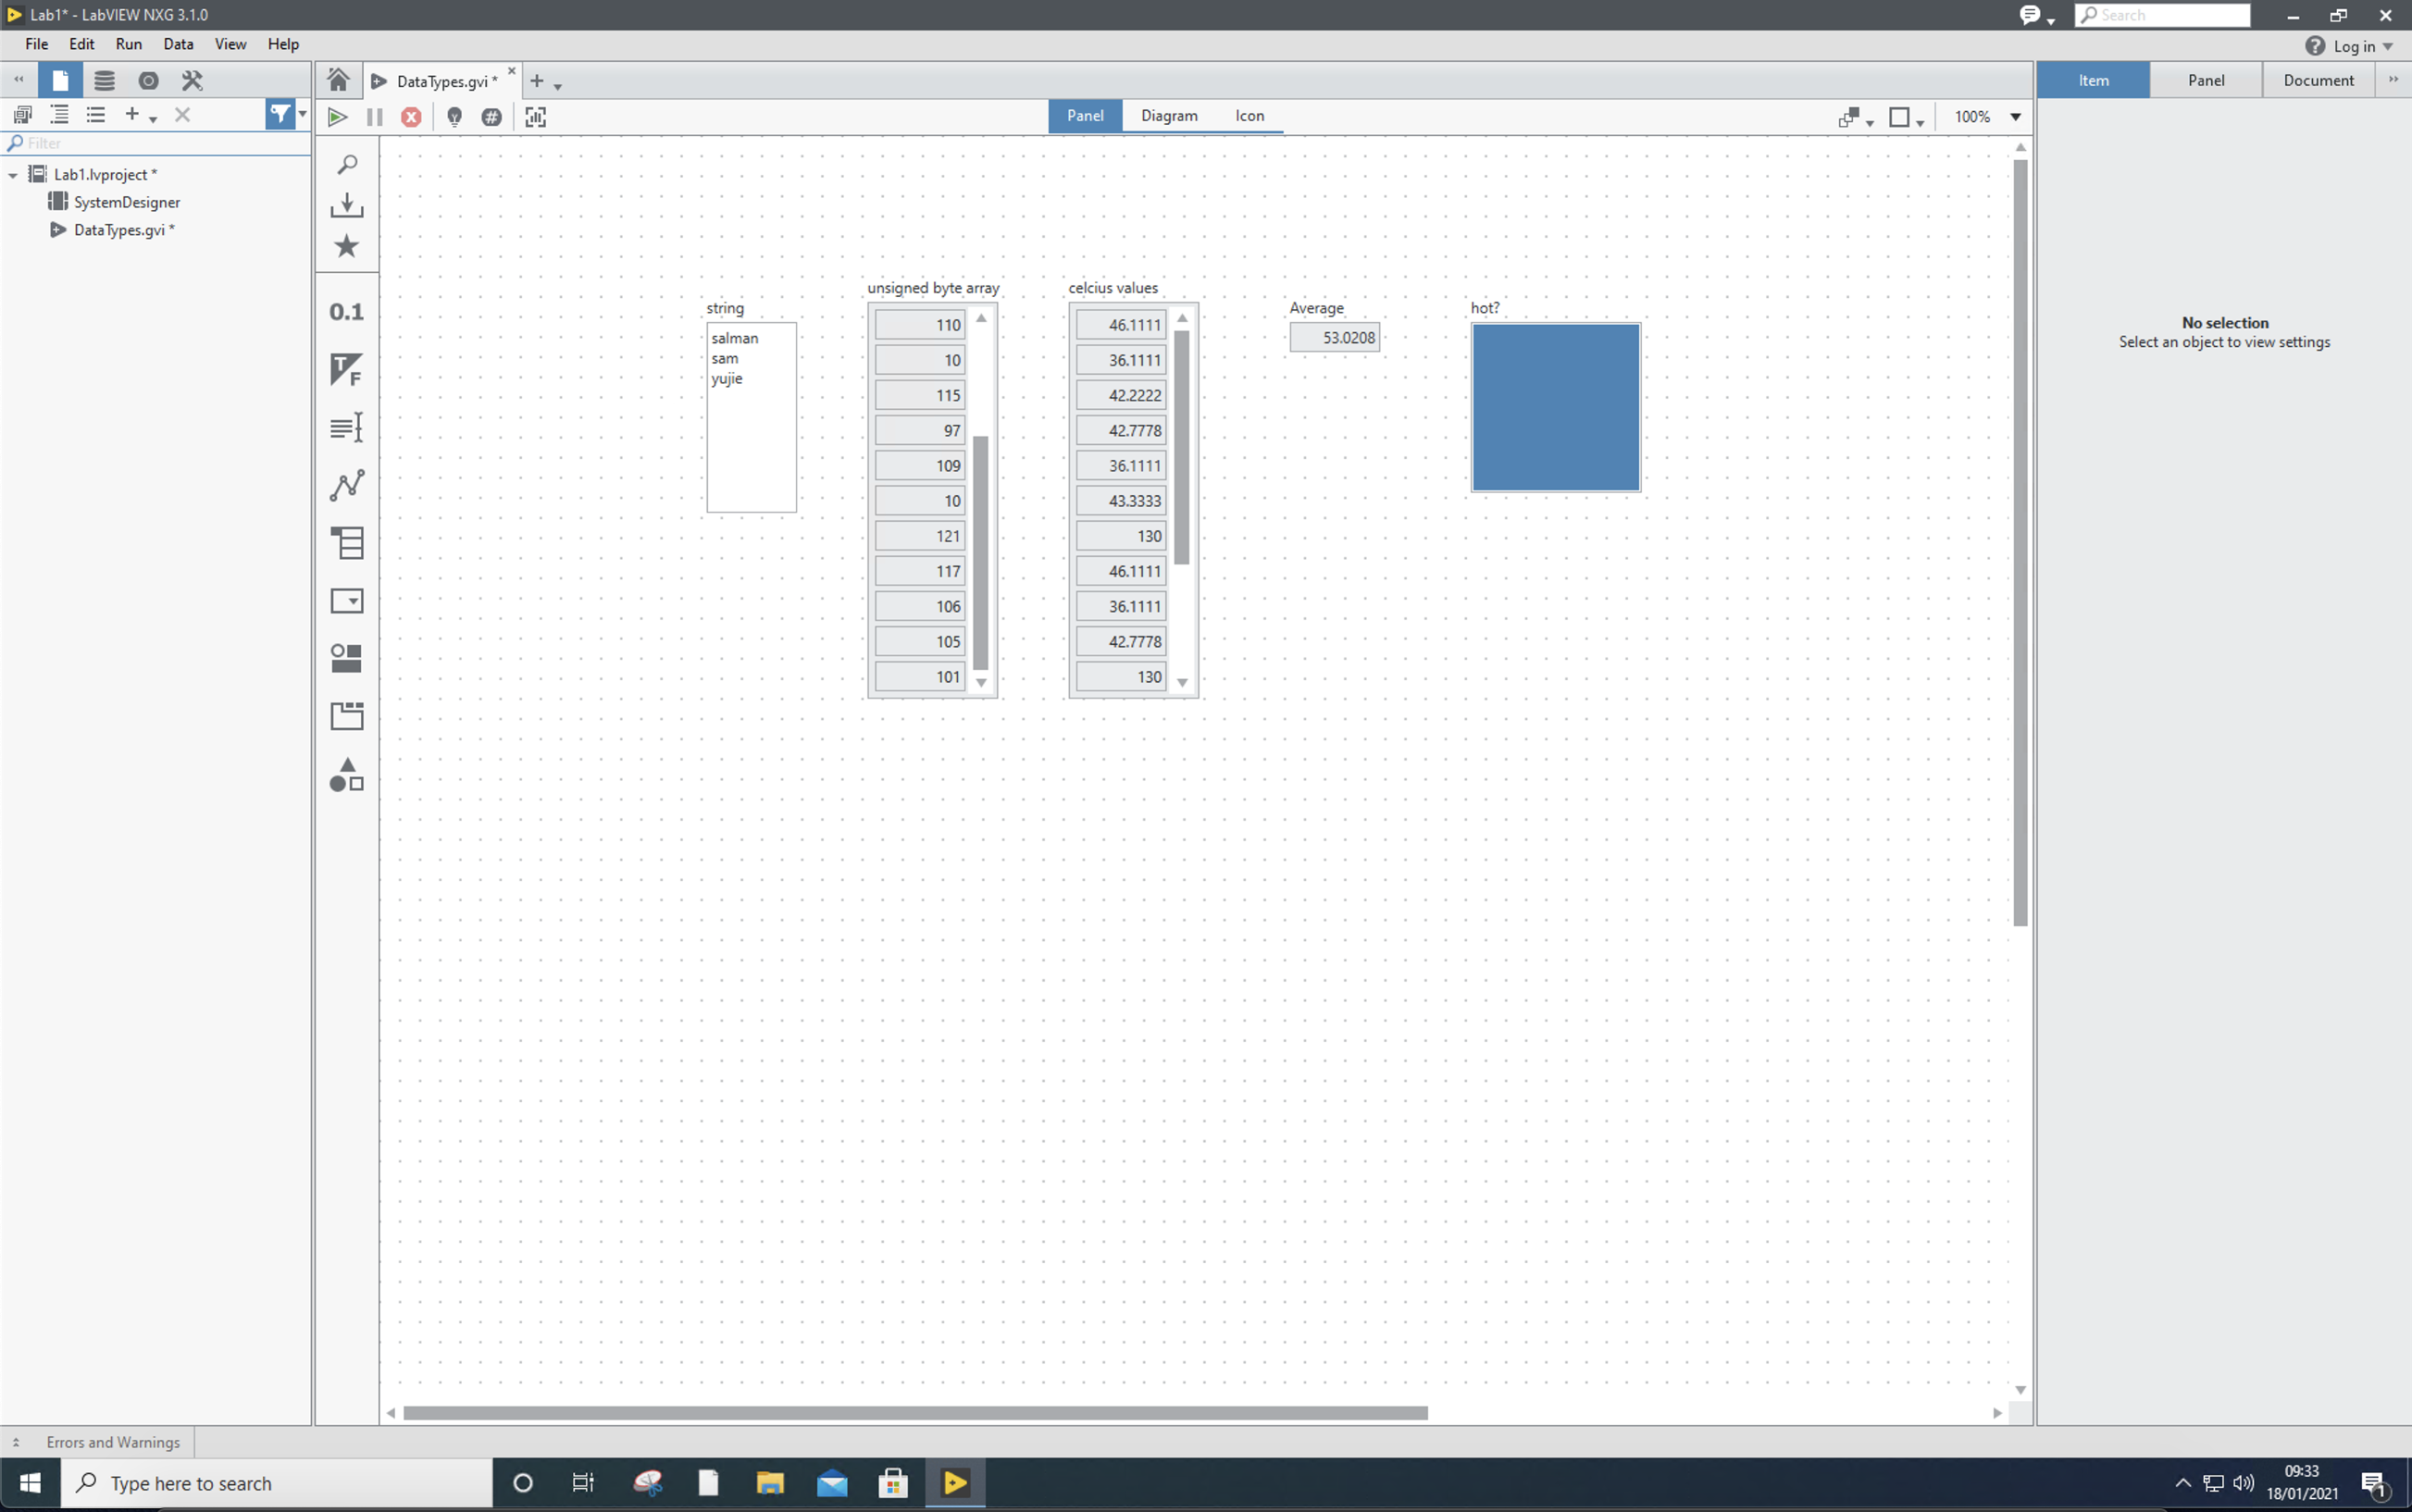 Lab1* - LabVIEW NXG 3.1.0
Search
File Edit Run Data View Help
Log in
DataTypes.gvi *
Item Panel Document
Panel Diagram Icon
100%
Filter
Lab1.lvproject *
SystemDesigner
DataTypes.gvi *
0.1
T F
string
salman
sam
yujie
unsigned byte array
110
10
115
97
109
10
121
117
106
105
101
celcius values
46.1111
36.1111
42.2222
42.7778
36.1111
43.3333
130
46.1111
36.1111
42.7778
130
Average
53.0208
hot?
No selection
Select an object to view settings
Errors and Warnings
Type here to search
09:33
18/01/2021
1